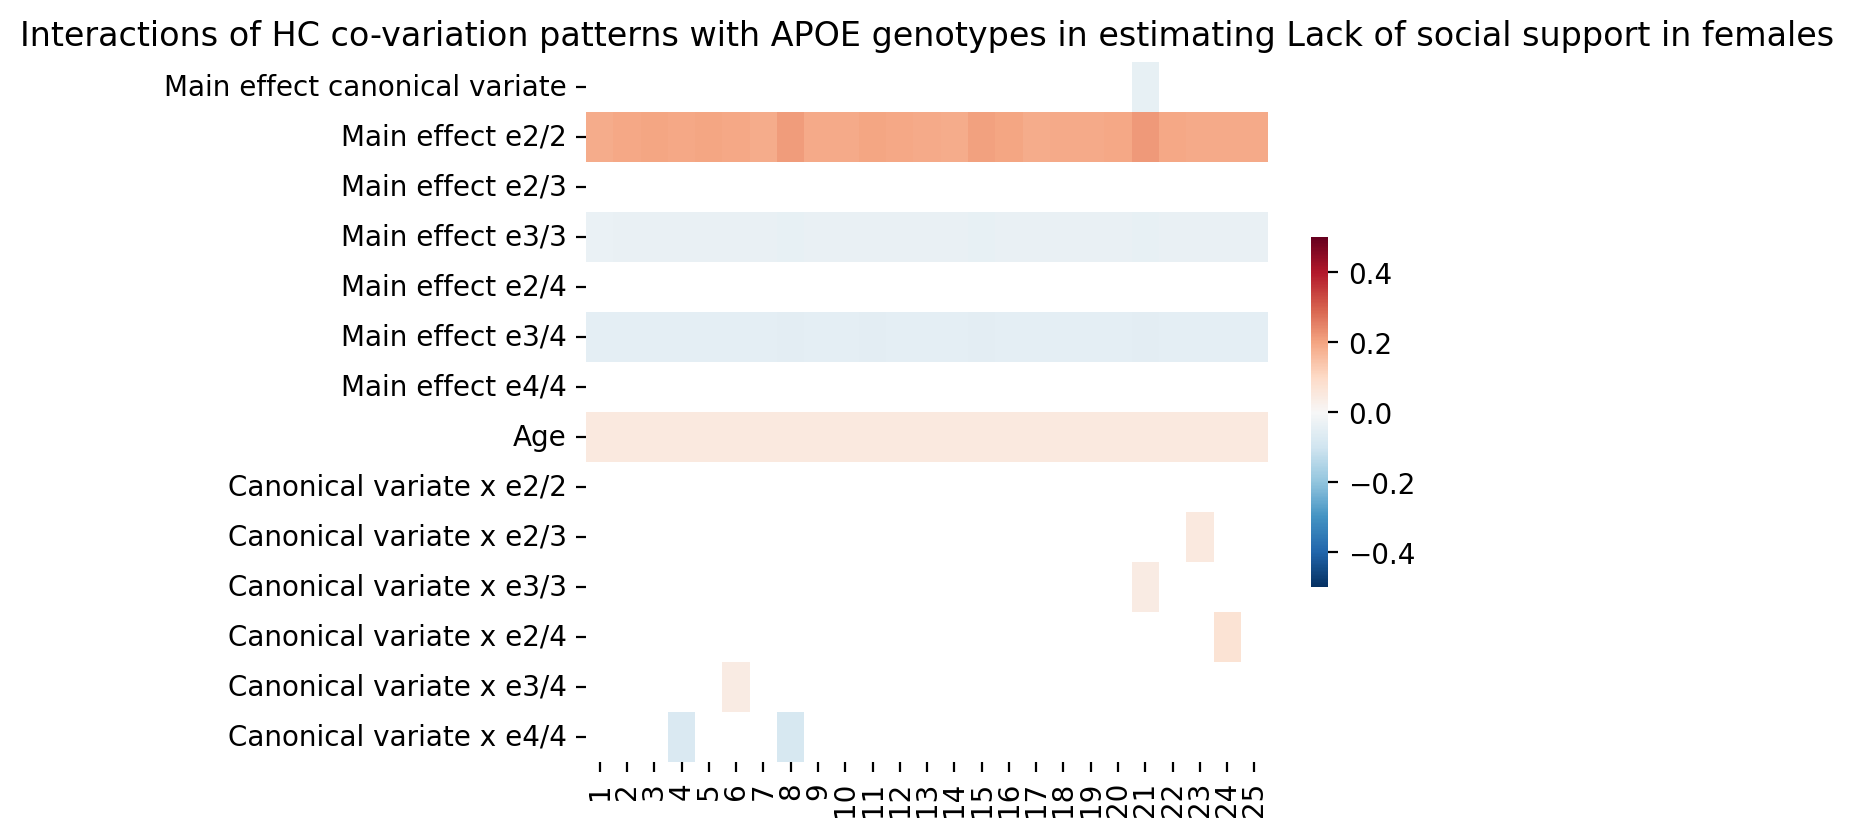 Interactions of HC co-variation patterns with APOE genotypes in estimating Lack of social support in females
Main effect canonical variate
Main effect e2/2
Main effect e2/3
Main effect e3/3
Main effect e2/4
Main effect e3/4
Main effect e4/4
Age
Canonical variate x e2/2
Canonical variate x e2/3
Canonical variate x e3/3
Canonical variate x e2/4
Canonical variate x e3/4
Canonical variate x e4/4
1 2 3 4 5 6 7 8 9 10 11 12 13 14 15 16 17 18 19 20 21 22 23 24 25
0.4
0.2
0.0
−0.2
−0.4